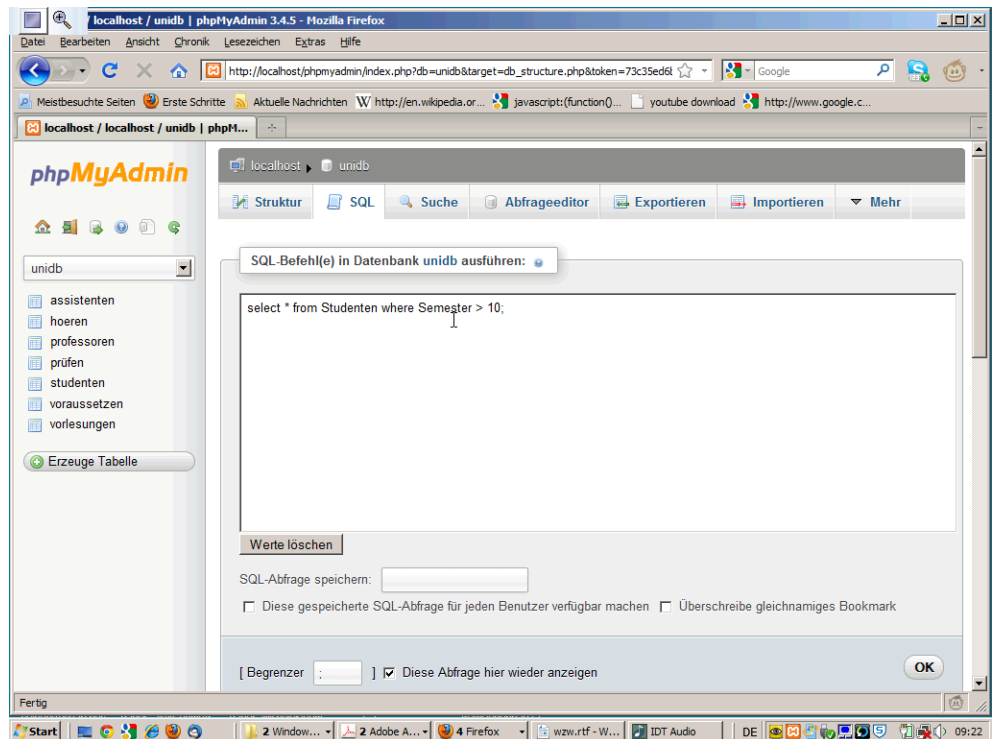 / localhost / unidb | phpMyAdmin 3.4.5 - Mozilla Firefox
Datei Bearbeiten Ansicht Chronik Lesezeichen Extras Hilfe
http://localhost/phpmyadmin/index.php?db=unidb&target=db_structure.php&token=73c35ed6
Google
Meistbesuchte Seiten Erste Schritte Aktuelle Nachrichten W http://en.wikipedia.or... javascript:(function()... youtube download http://www.google.c...
localhost / localhost / unidb | phpM...
phpMyAdmin
localhost unidb
Struktur SQL Suche Abfrageeditor Exportieren Importieren Mehr
unidb
SQL-Befehl(e) in Datenbank unidb ausführen:
select * from Studenten where Semester > 10;
assistenten
hoeren
professoren
prüfen
studenten
voraussetzen
vorlesungen
Erzeuge Tabelle
Werte löschen
SQL-Abfrage speichern:
Diese gespeicherte SQL-Abfrage für jeden Benutzer verfügbar machen Überschreibe gleichnamiges Bookmark
[ Begrenzer ; ] Diese Abfrage hier wieder anzeigen
OK
Fertig
Start 2 Window... 2 Adobe A... 4 Firefox wzw.rtf - W... IDT Audio DE 09:22